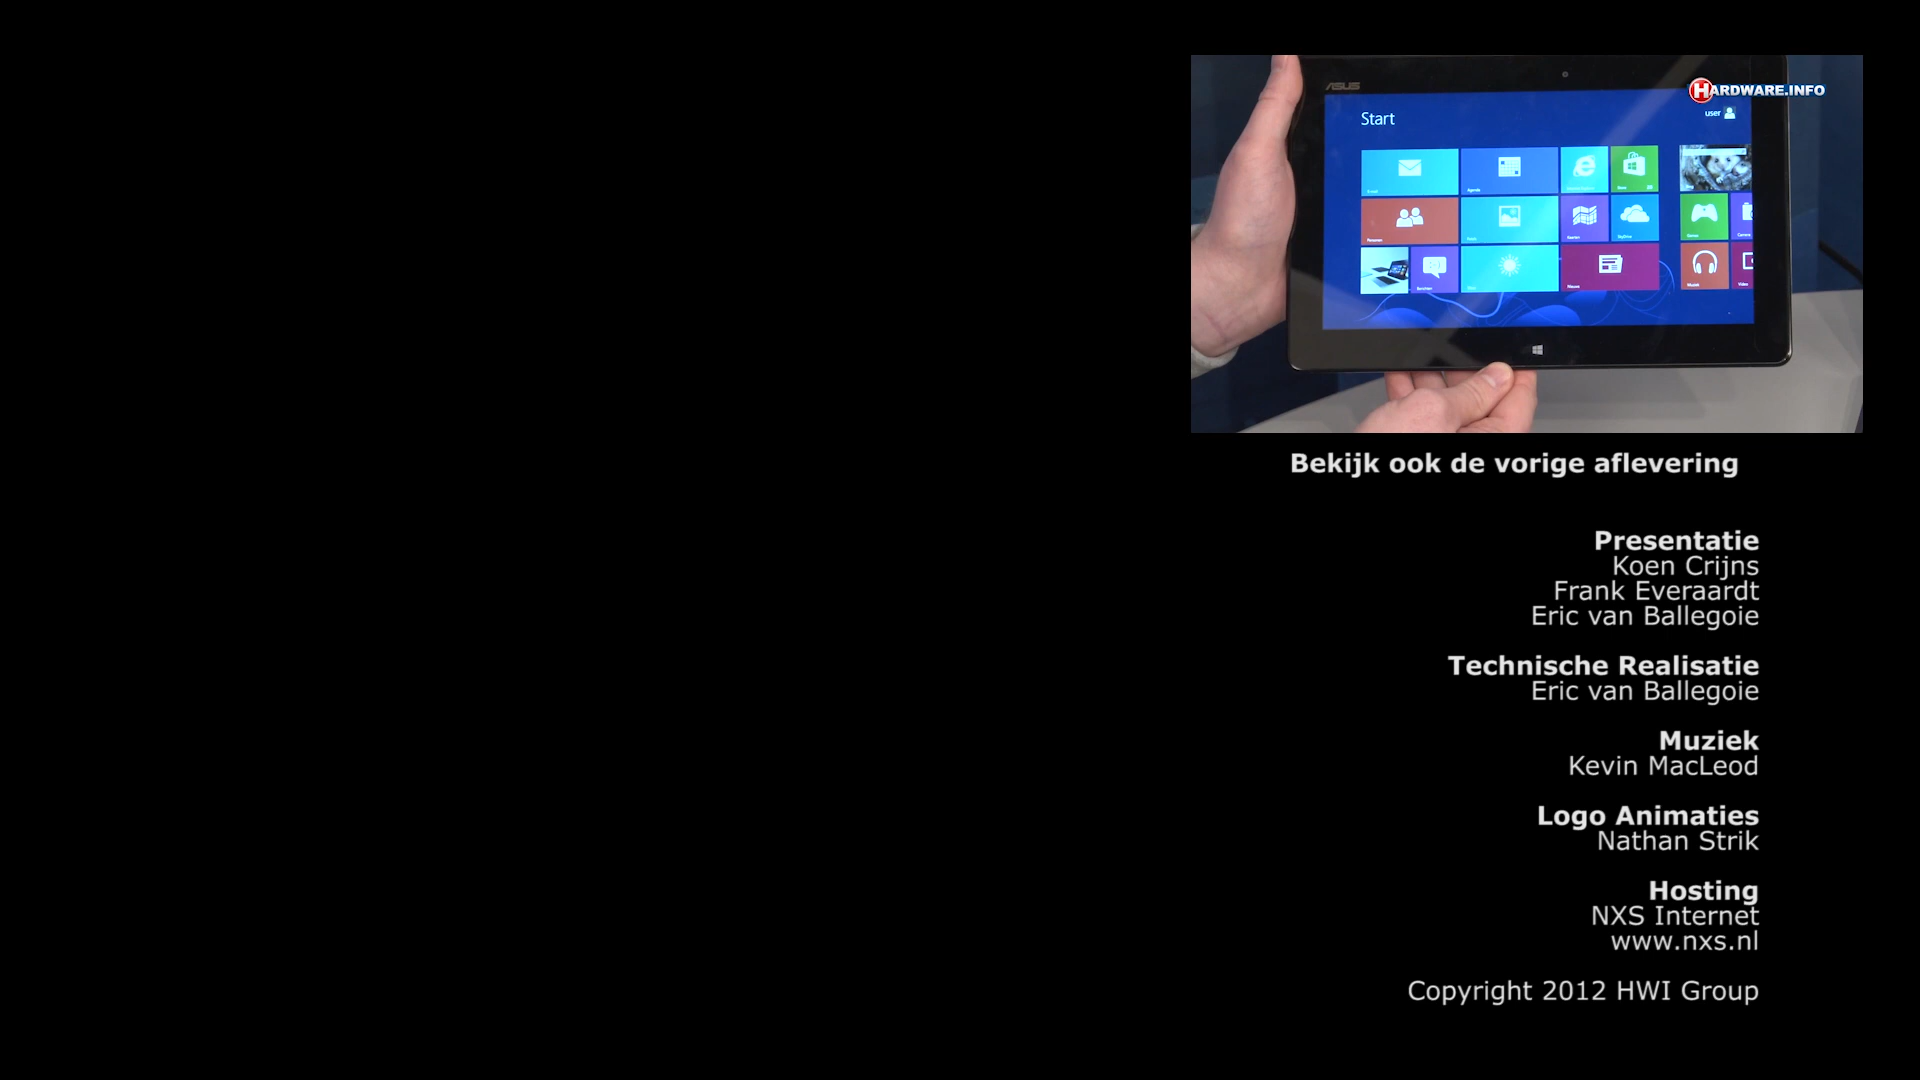 ASUS
HARDWARE.INFO
Start
user
Bekijk ook de vorige aflevering
Presentatie
Koen Crijns
Frank Everaardt
Eric van Ballegoie
Technische Realisatie
Eric van Ballegoie
Muziek
Kevin MacLeod
Logo Animaties
Nathan Strik
Hosting
NXS Internet
www.nxs.nl
Copyright 2012 HWI Group